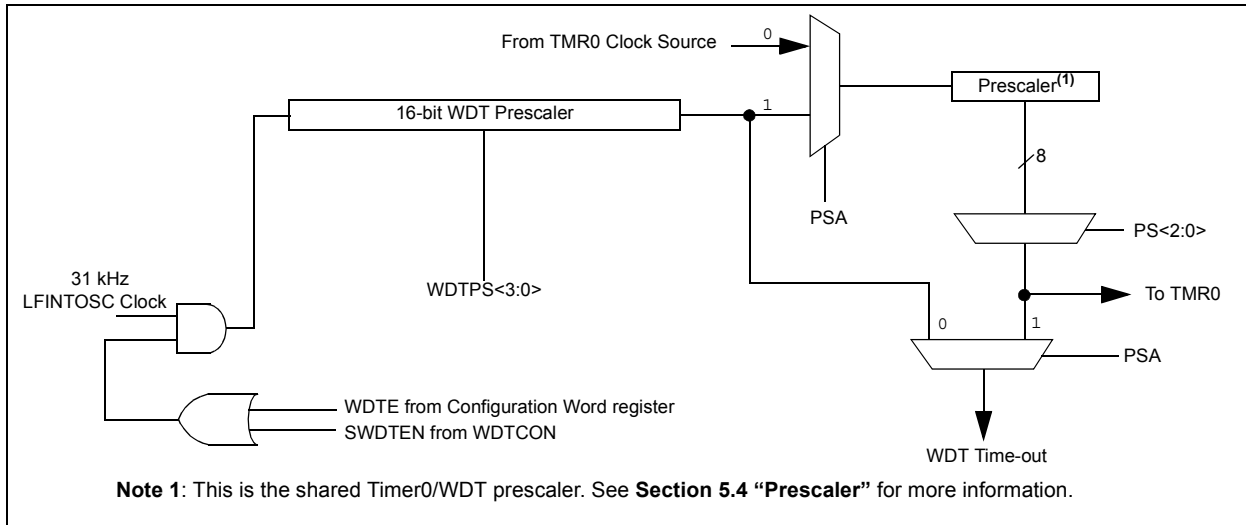 From TMR0 Clock Source
0
Prescaler(1)
16-bit WDT Prescaler
1
8
PSA
PS<2:0>
31 kHz
LFINTOSC Clock
WDTPS<3:0>
To TMR0
0
1
PSA
WDTE from Configuration Word register
SWDTEN from WDTCON
WDT Time-out
Note 1: This is the shared Timer0/WDT prescaler. See Section 5.4 “Prescaler” for more information.